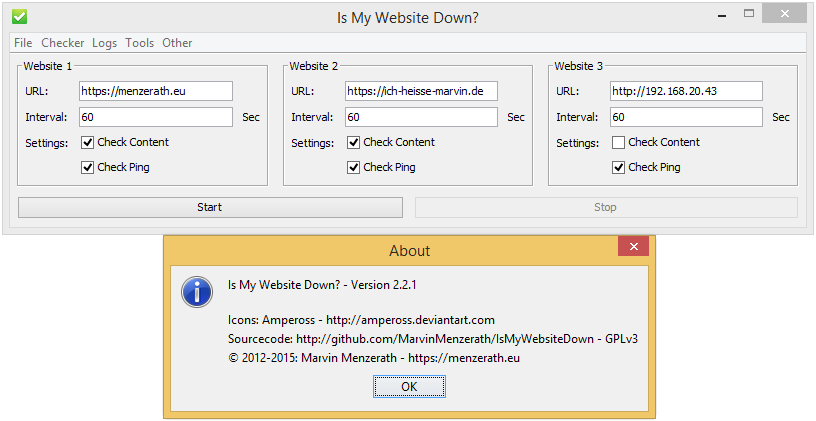 Is My Website Down?
File Checker Logs Tools Other
Website 1
URL: https://menzerath.eu
Interval: 60 Sec
Settings: Check Content
Check Ping
Website 2
URL: https://ich-heisse-marvin.de
Interval: 60 Sec
Settings: Check Content
Check Ping
Website 3
URL: http://192.168.20.43
Interval: 60 Sec
Settings: Check Content
Check Ping
Start
Stop
About
Is My Website Down? - Version 2.2.1
Icons: Ampeross - http://ampeross.deviantart.com
Sourcecode: http://github.com/MarvinMenzerath/IsMyWebsiteDown - GPLv3
© 2012-2015: Marvin Menzerath - https://menzerath.eu
OK